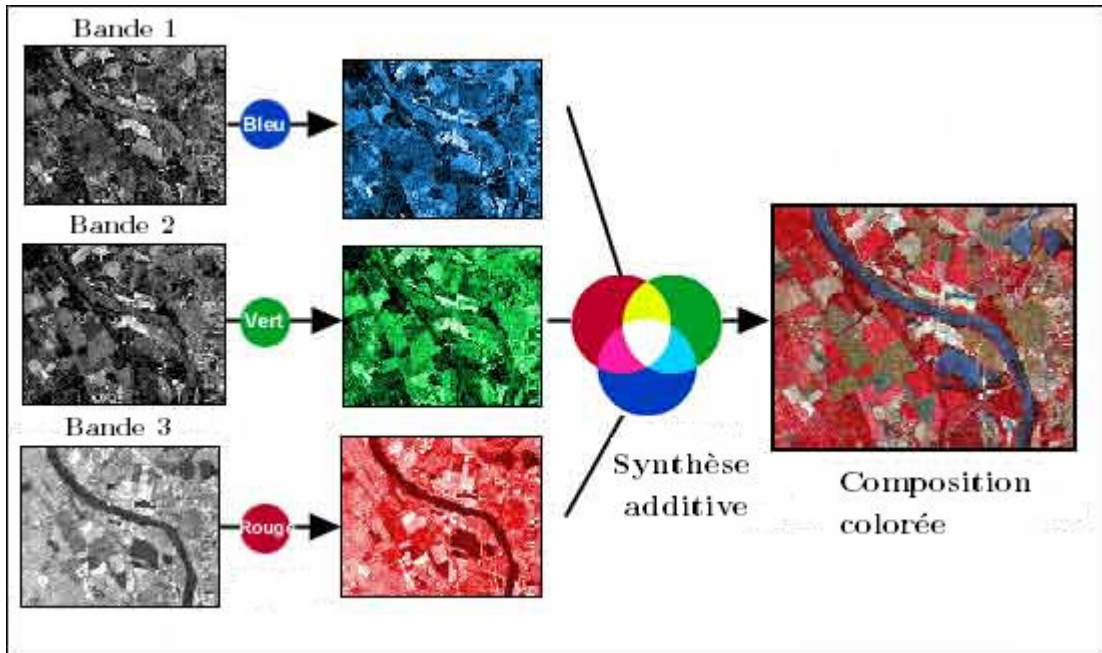 Bande 1
Bleu
Bande 2
Vert
Bande 3
Rouge
Synthèse
additive
Composition
colorée